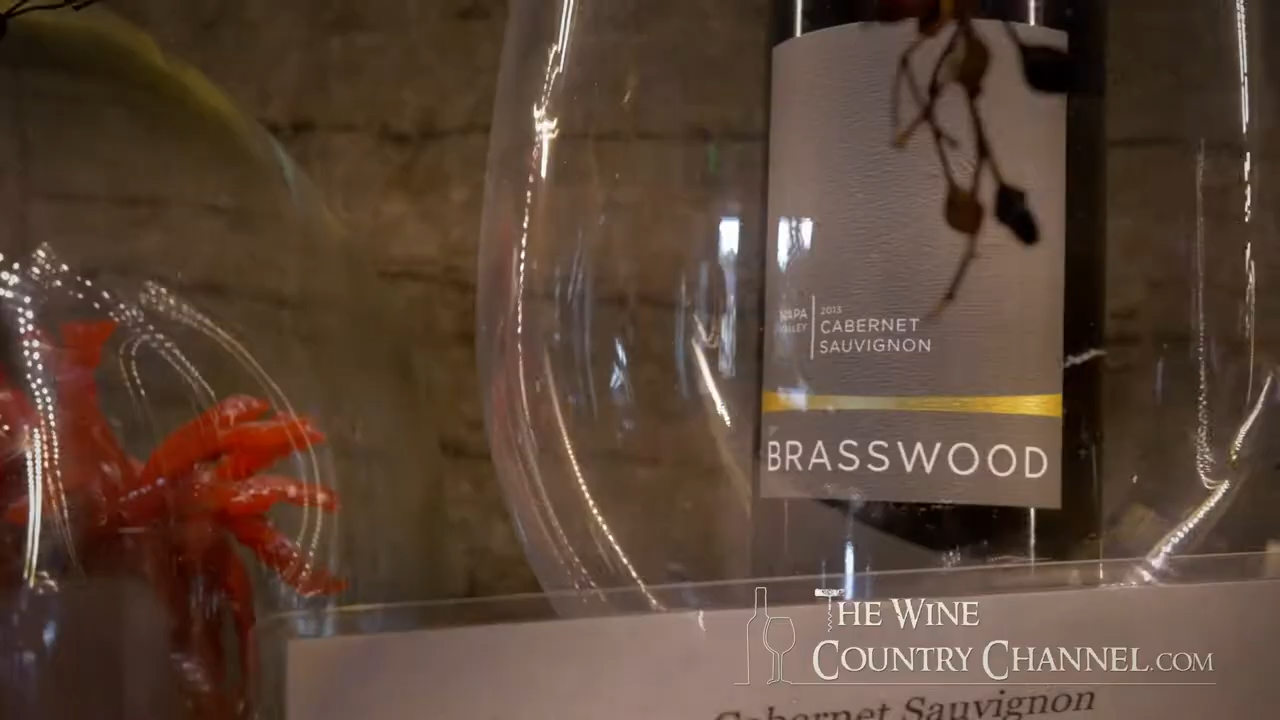 NAPA
VALLEY
2013
CABERNET
SAUVIGNON
BRASSWOOD
THE WINE
COUNTRY CHANNEL.COM
Cabernet Sauvignon